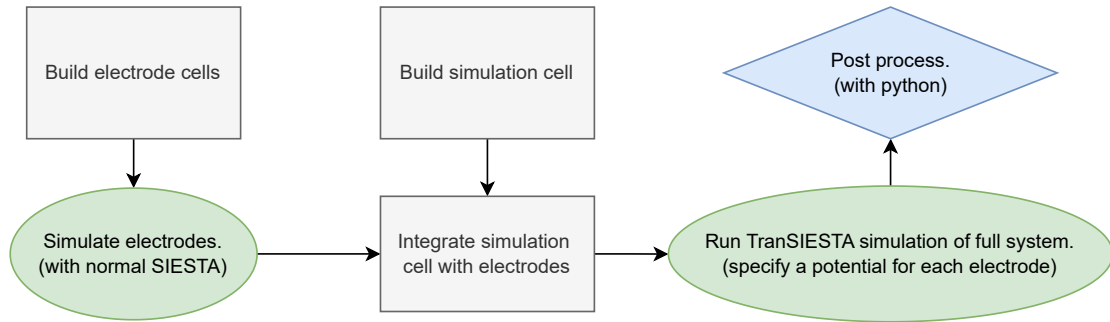 Build electrode cells
Build simulation cell
Post process.
(with python)
Simulate electrodes.
(with normal SIESTA)
Integrate simulation
cell with electrodes
Run TranSIESTA simulation of full system.
(specify a potential for each electrode)